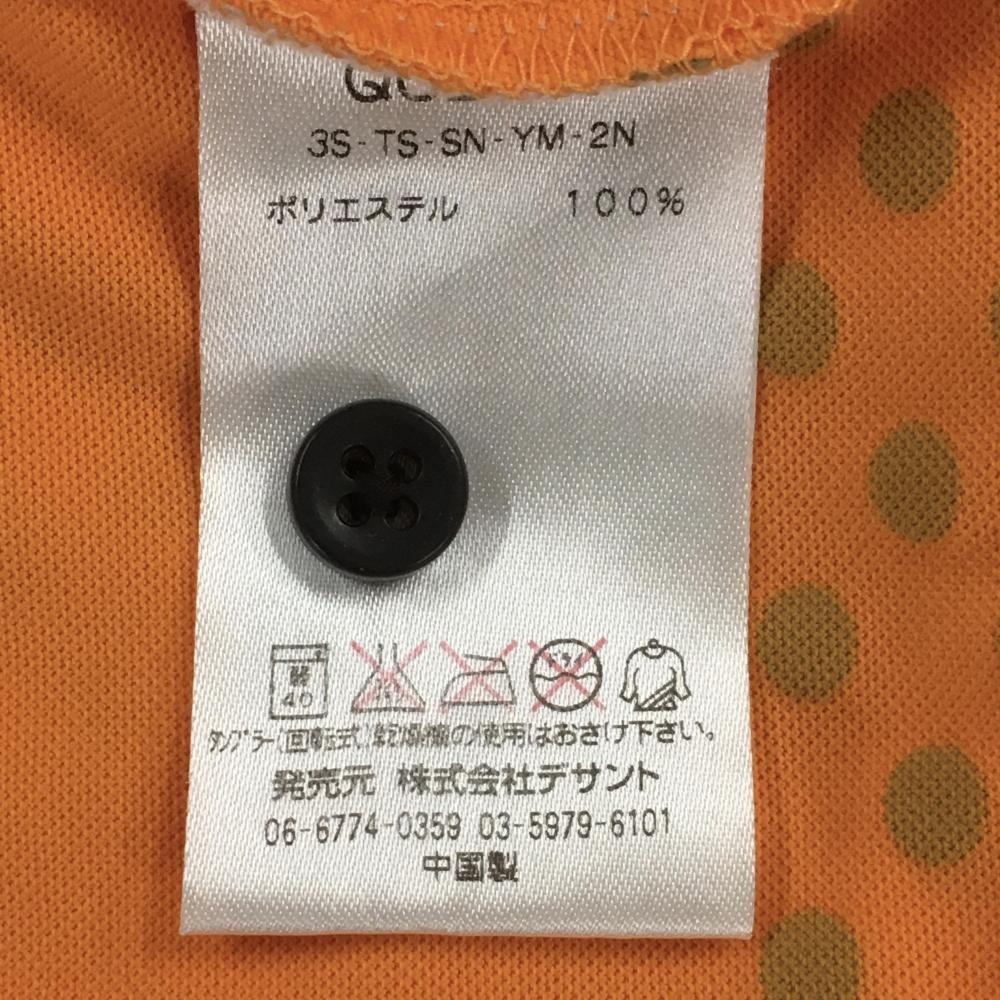 3S-TS-SN-YM-2N
ポリエステル 100%
40
タンブラー(回転式)乾燥機の使用はおさけ下さい。
発売元 株式会社デサント
06-6774-0359 03-5979-6101
中国製